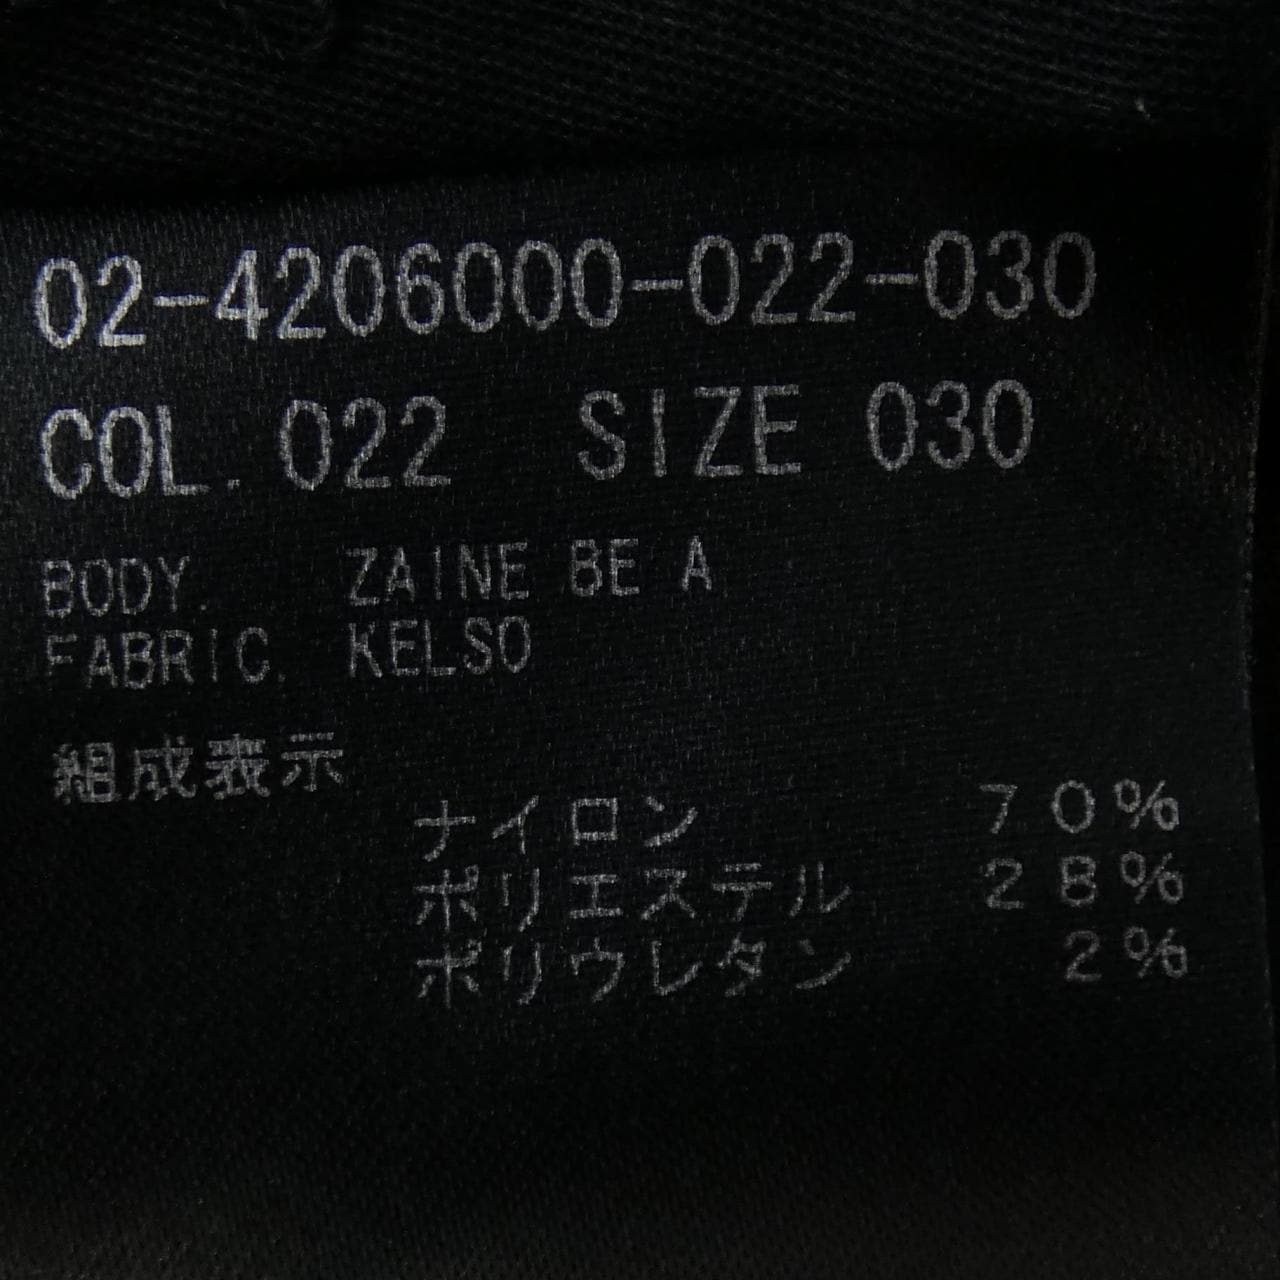 02-4206000-022-030
COL. 022 SIZE 030
BODY. ZAINE BE A
FABRIC. KELSO
組成表示
ナイロン 70%
ポリエステル 28%
ポリウレタン 2%